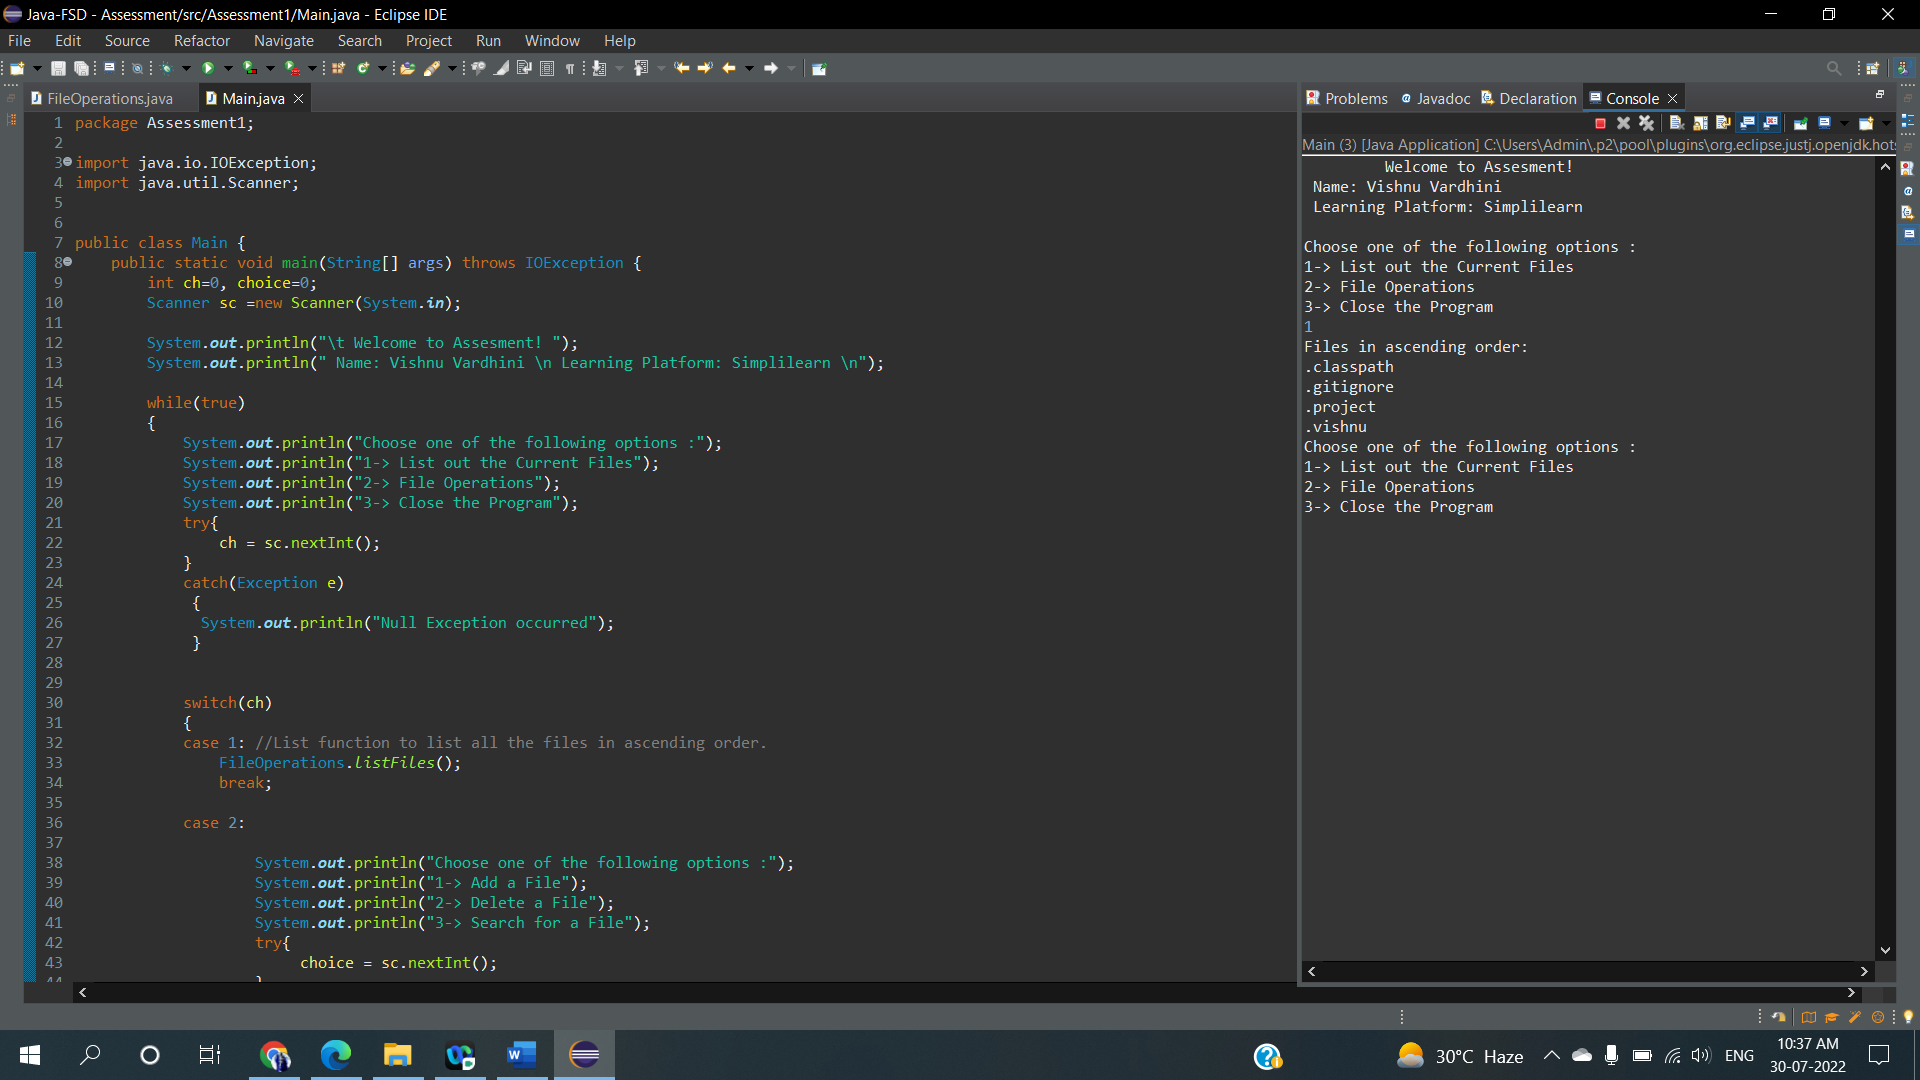 Java-FSD - Assessment/src/Assessment1/Main.java - Eclipse IDE
File Edit Source Refactor Navigate Search Project Run Window Help
FileOperations.java Main.java
1 package Assessment1;
2
3 import java.io.IOException;
4 import java.util.Scanner;
5
6
7 public class Main {
8 public static void main(String[] args) throws IOException {
9 int ch=0, choice=0;
10 Scanner sc =new Scanner(System.in);
11
12 System.out.println("\t Welcome to Assesment! ");
13 System.out.println(" Name: Vishnu Vardhini \n Learning Platform: Simplilearn \n");
14
15 while(true)
16 {
17 System.out.println("Choose one of the following options :");
18 System.out.println("1-> List out the Current Files");
19 System.out.println("2-> File Operations");
20 System.out.println("3-> Close the Program");
21 try{
22 ch = sc.nextInt();
23 }
24 catch(Exception e)
25 {
26 System.out.println("Null Exception occurred");
27 }
28
29
30 switch(ch)
31 {
32 case 1: //List function to list all the files in ascending order.
33 FileOperations.listFiles();
34 break;
35
36 case 2:
37
38 System.out.println("Choose one of the following options :");
39 System.out.println("1-> Add a File");
40 System.out.println("2-> Delete a File");
41 System.out.println("3-> Search for a File");
42 try{
43 choice = sc.nextInt();
44 }
Problems Javadoc Declaration Console
Main (3) [Java Application] C:\Users\Admin\.p2\pool\plugins\org.eclipse.justj.openjdk.hots
Welcome to Assesment!
Name: Vishnu Vardhini
Learning Platform: Simplilearn
Choose one of the following options :
1-> List out the Current Files
2-> File Operations
3-> Close the Program
1
Files in ascending order:
.classpath
.gitignore
.project
.vishnu
Choose one of the following options :
1-> List out the Current Files
2-> File Operations
3-> Close the Program
30°C Haze ENG 10:37 AM
30-07-2022